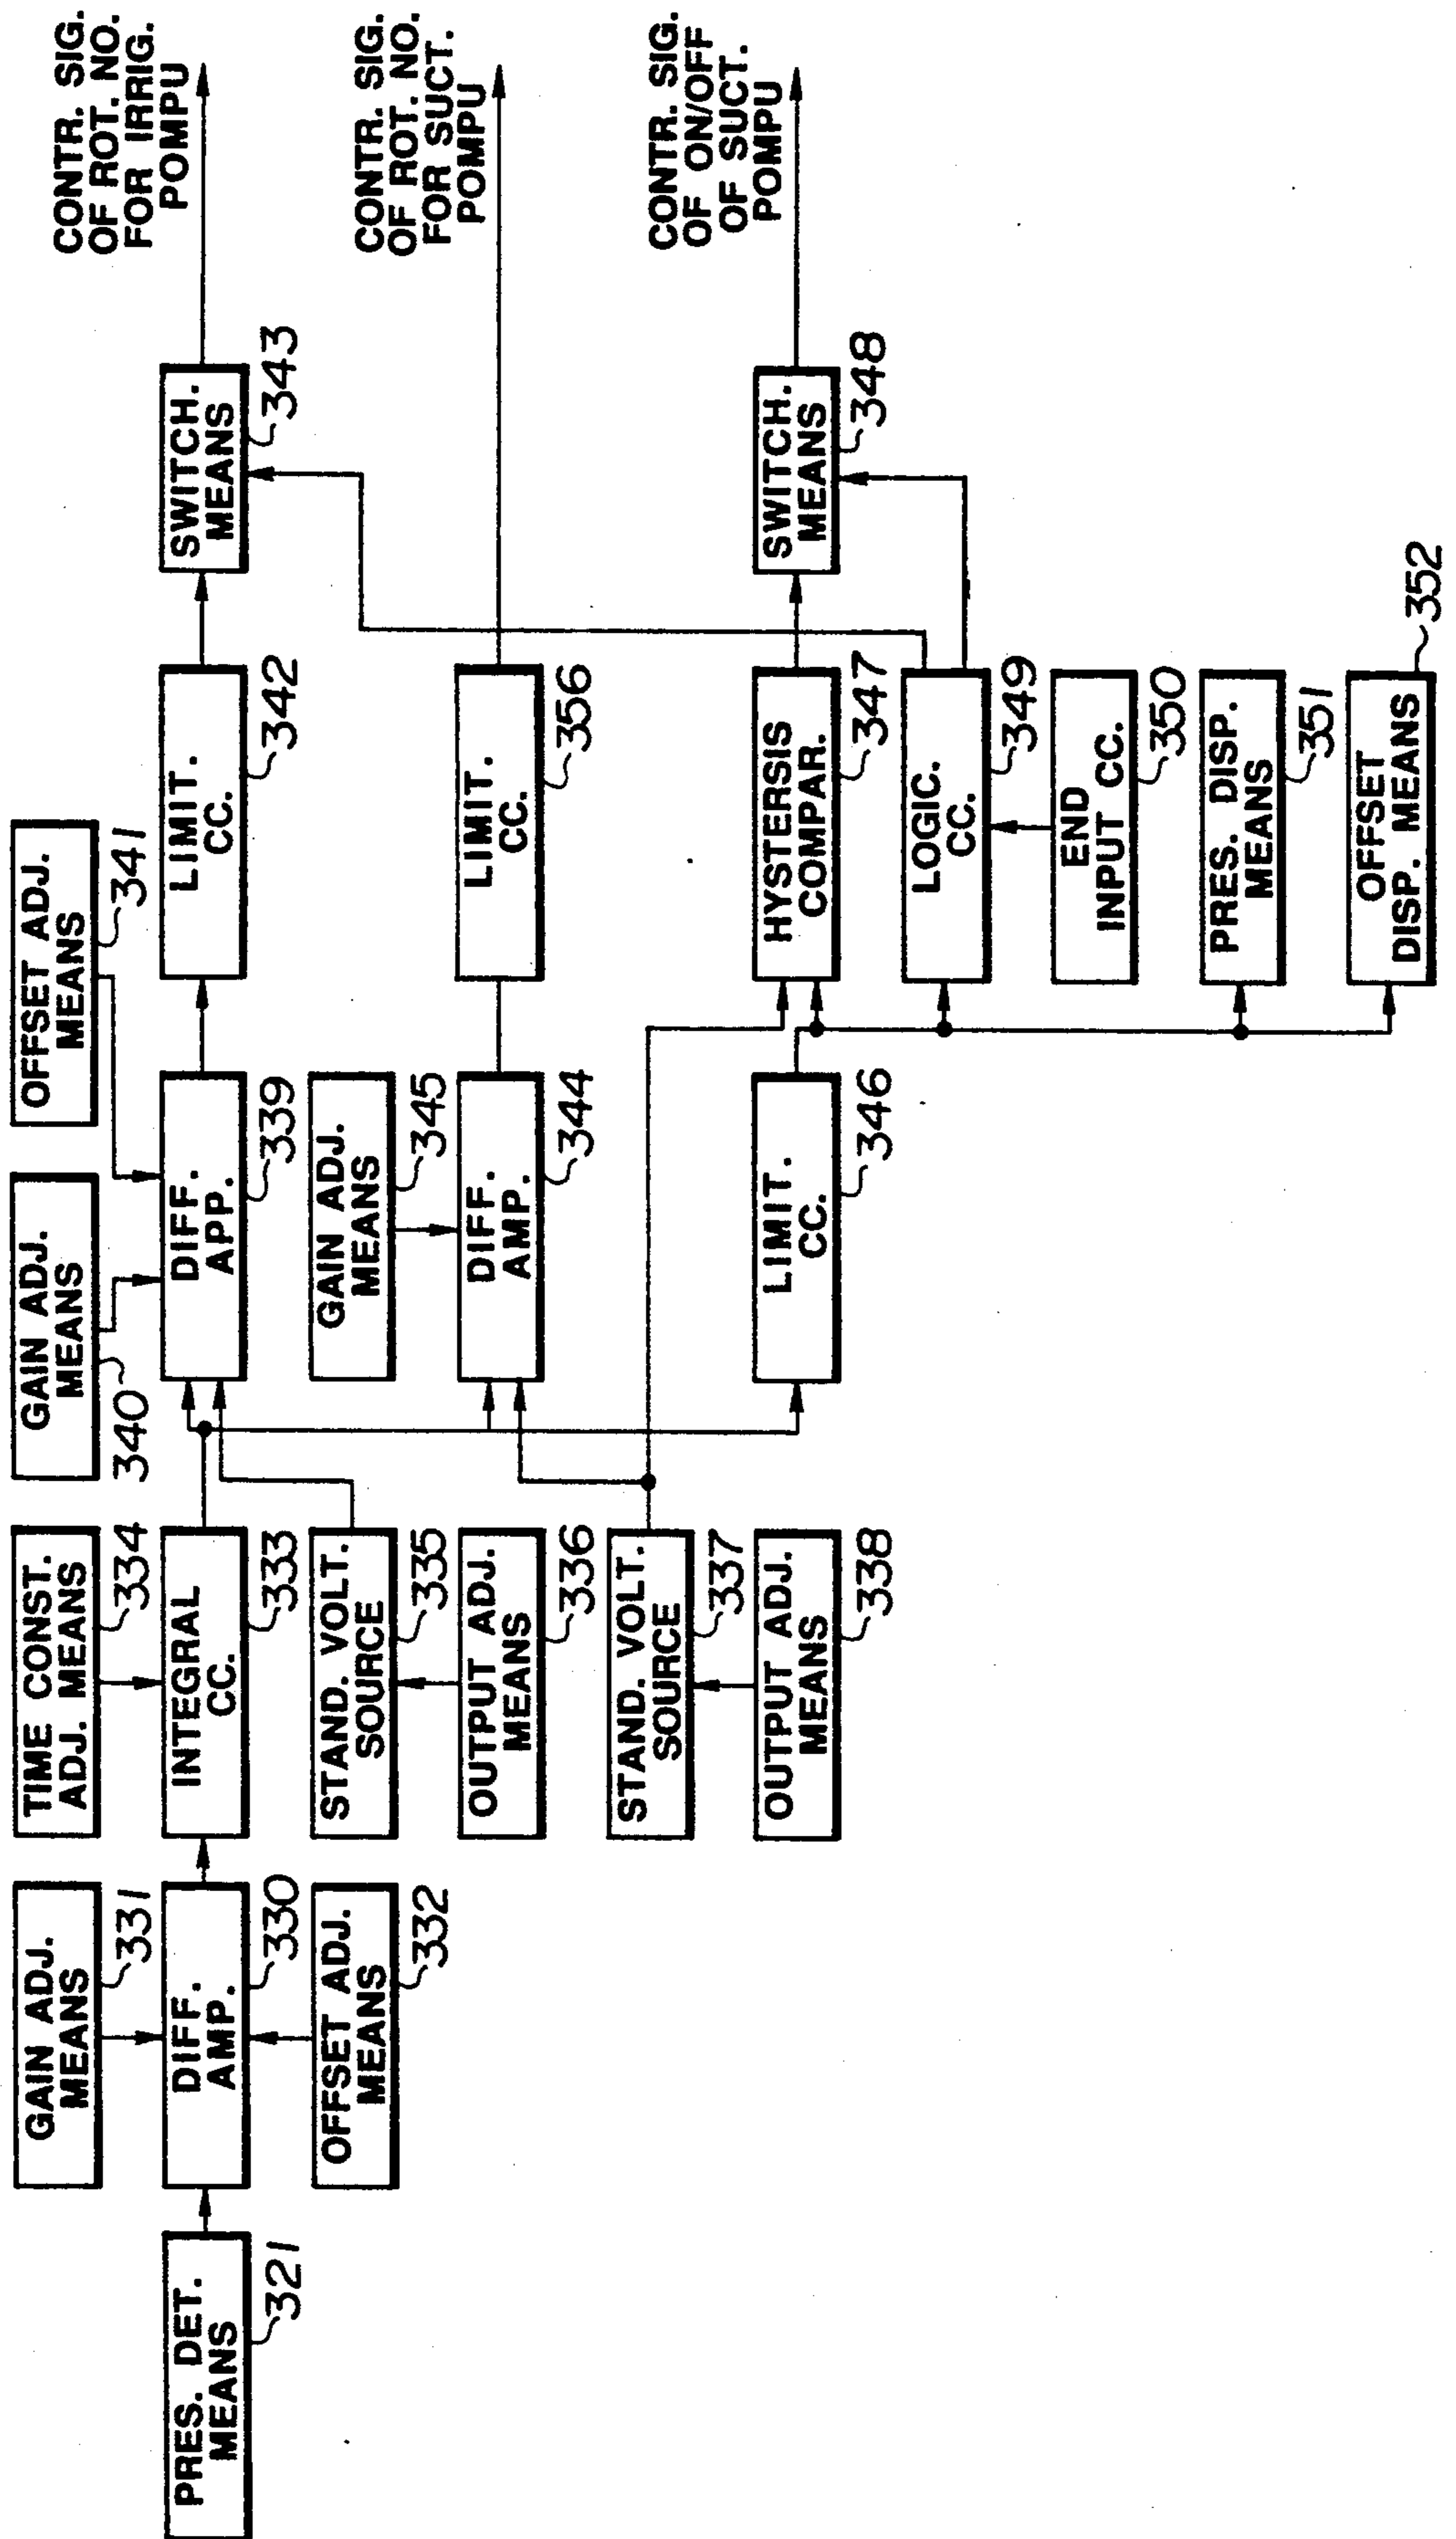 PRES. DET.
MEANS
321
GAIN ADJ.
MEANS
331
DIFF.
AMP.
330
OFFSET ADJ.
MEANS
332
TIME CONST.
ADJ. MEANS
334
INTEGRAL
CC.
333
STAND. VOLT.
SOURCE
335
OUTPUT ADJ.
MEANS
336
STAND. VOLT.
SOURCE
337
OUTPUT ADJ.
MEANS
338
GAIN ADJ.
MEANS
340
OFFSET ADJ.
MEANS
341
DIFF.
APP.
339
GAIN ADJ.
MEANS
345
DIFF.
AMP.
344
LIMIT.
CC.
346
LIMIT.
CC.
342
LIMIT.
CC.
356
HYSTERSIS
COMPAR.
347
LOGIC.
CC.
349
END
INPUT CC.
350
PRES. DISP.
MEANS
351
OFFSET
DISP. MEANS
352
SWITCH.
MEANS
343
SWITCH.
MEANS
348
CONTR. SIG.
OF ROT. NO.
FOR IRRIG.
POMPU
CONTR. SIG.
OF ROT. NO.
FOR SUCT.
POMPU
CONTR. SIG.
OF ON/OFF
OF SUCT.
POMPU